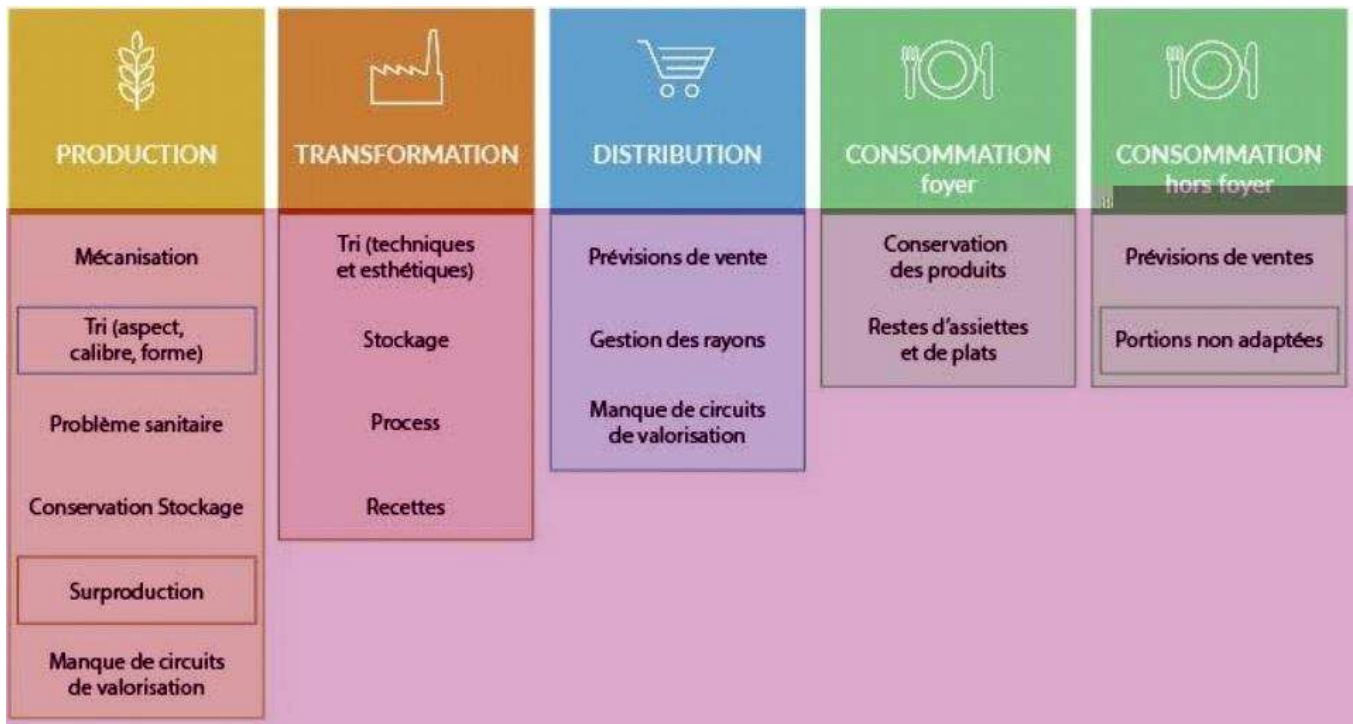 PRODUCTION
Mécanisation
Tri (aspect,
calibre, forme)
Problème sanitaire
Conservation Stockage
Surproduction
Manque de circuits
de valorisation
TRANSFORMATION
Tri (techniques
et esthétiques)
Stockage
Process
Recettes
DISTRIBUTION
Prévisions de vente
Gestion des rayons
Manque de circuits
de valorisation
CONSOMMATION
foyer
Conservation
des produits
Restes d'assiettes
et de plats
CONSOMMATION
hors foyer
Prévisions de ventes
Portions non adaptées